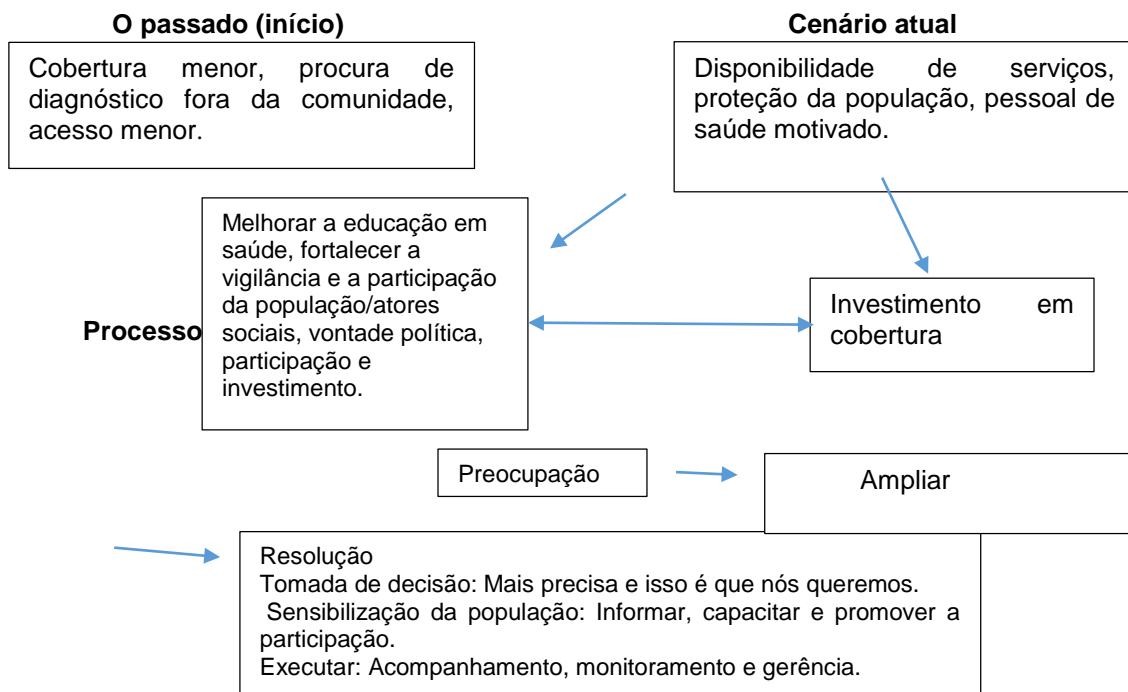 O passado (início)
Cenário atual
Cobertura menor, procura de
diagnóstico fora da comunidade,
acesso menor.
Disponibilidade de serviços,
proteção da população, pessoal de
saúde motivado.
Melhorar a educação em
saúde, fortalecer a
vigilância e a participação
da população/atores
sociais, vontade política,
participação e
investimento.
Processo
Investimento em
cobertura
Preocupação
Ampliar
Resolução
Tomada de decisão: Mais precisa e isso é que nós queremos.
Sensibilização da população: Informar, capacitar e promover a
participação.
Executar: Acompanhamento, monitoramento e gerência.